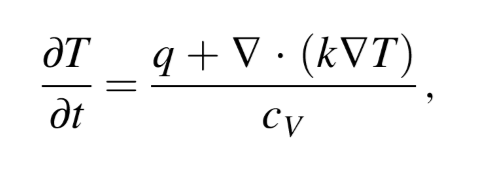 ∂T/∂t = (q + ∇ · (k∇T))/c_V ,